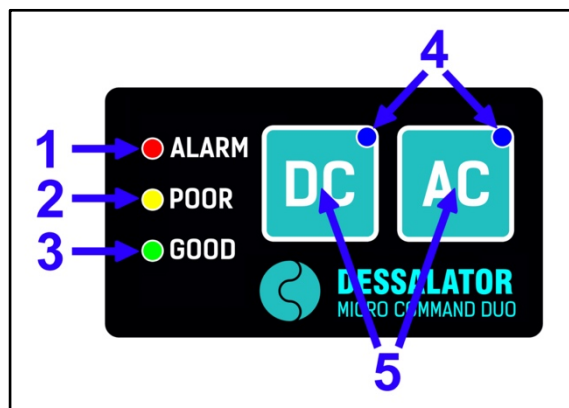 4
1
ALARM
DC
AC
2
POOR
3
GOOD
DESSALATOR
MICRO COMMAND DUO
5